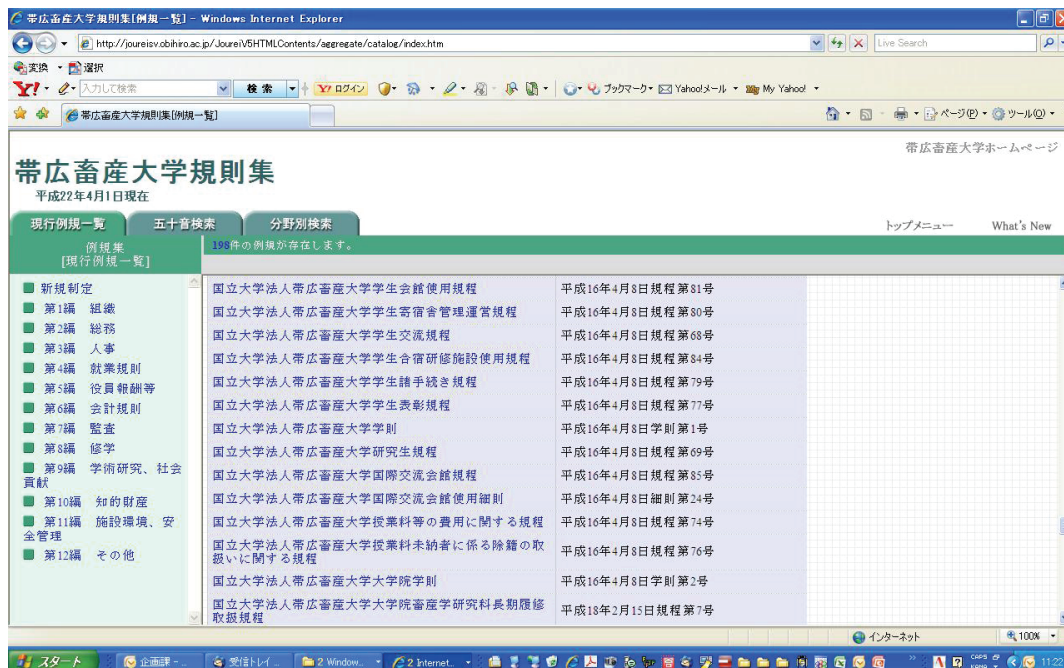 帯広畜産大学規則集[例規一覧] - Windows Internet Explorer
http://joureisv.obihiro.ac.jp/JoureiV5HTMLContents/aggregate/catalog/index.htm
Live Search
変換 選択
Y! 入力して検索 検索 Y! ログイン ブックマーク Yahoo!メール My Yahoo!
帯広畜産大学規則集[例規一覧] ページ(P) ツール(O)
帯広畜産大学ホームページ
帯広畜産大学規則集
平成22年4月1日現在
現行例規一覧 五十音検索 分野別検索 トップメニュー What's New
例規集
[現行例規一覧]
198件の例規が存在します。
新規制定
第1編 組織
第2編 総務
第3編 人事
第4編 就業規則
第5編 役員報酬等
第6編 会計規則
第7編 監査
第8編 修学
第9編 学術研究、社会
貢献
第10編 知的財産
第11編 施設環境、安
全管理
第12編 その他
国立大学法人帯広畜産大学学生会館使用規程 平成16年4月8日規程第81号
国立大学法人帯広畜産大学学生寄宿舎管理運営規程 平成16年4月8日規程第80号
国立大学法人帯広畜産大学学生交流規程 平成16年4月8日規程第68号
国立大学法人帯広畜産大学学生合宿研修施設使用規程 平成16年4月8日規程第84号
国立大学法人帯広畜産大学学生諸手続き規程 平成16年4月8日規程第79号
国立大学法人帯広畜産大学学生表彰規程 平成16年4月8日規程第77号
国立大学法人帯広畜産大学学則 平成16年4月8日学則第1号
国立大学法人帯広畜産大学研究生規程 平成16年4月8日規程第69号
国立大学法人帯広畜産大学国際交流会館規程 平成16年4月8日規程第85号
国立大学法人帯広畜産大学国際交流会館使用細則 平成16年4月8日細則第24号
国立大学法人帯広畜産大学授業料等の費用に関する規程 平成16年4月8日規程第74号
国立大学法人帯広畜産大学授業料未納者に係る除籍の取
扱いに関する規程 平成16年4月8日規程第76号
国立大学法人帯広畜産大学大学院学則 平成16年4月8日学則第2号
国立大学法人帯広畜産大学大学院畜産学研究科長期履修
取扱規程 平成18年2月15日規程第7号
インターネット 100%
スタート 企画課 - ... 受信トレイ... 2 Window... 2 Internet... A CAPS KANA